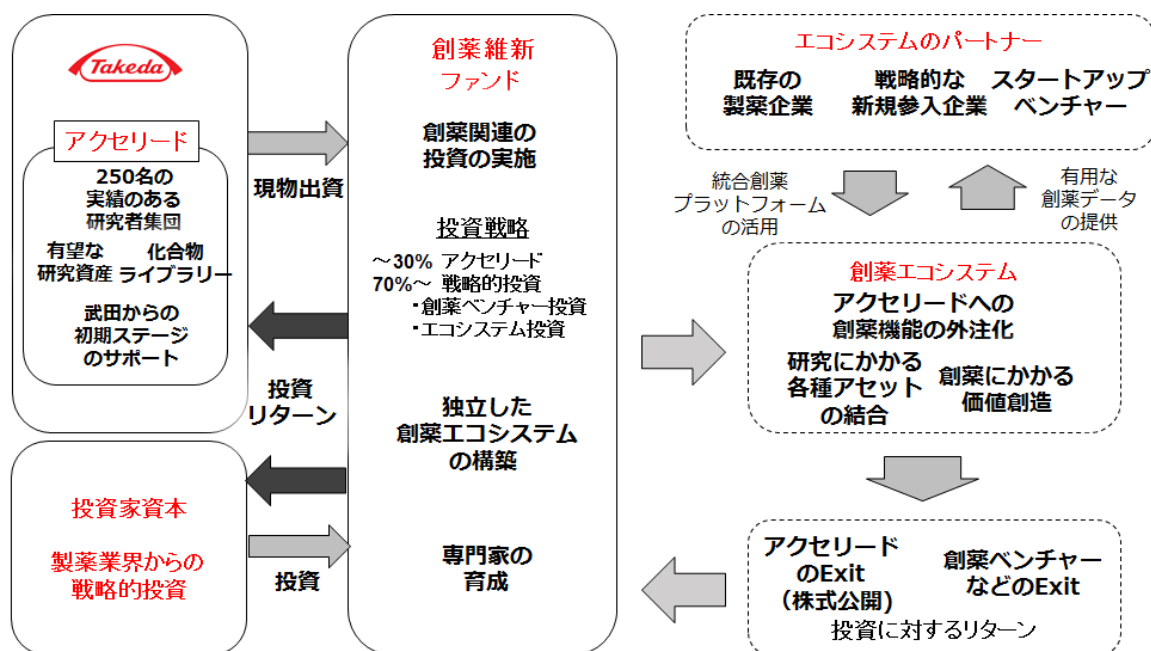 Takeda
アクセリード
250名の
実績のある
研究者集団
有望な
研究資産
化合物
ライブラリー
武田からの
初期ステージ
のサポート
現物出資
投資
リターン
投資家資本
製薬業界からの
戦略的投資
投資
創薬維新
ファンド
創薬関連の
投資の実施
投資戦略
～30% アクセリード
70%～ 戦略的投資
・創薬ベンチャー投資
・エコシステム投資
独立した
創薬エコシステム
の構築
専門家の
育成
エコシステムのパートナー
既存の
製薬企業
戦略的な
新規参入企業
スタートアップ
ベンチャー
統合創薬
プラットフォーム
の活用
有用な
創薬データ
の提供
創薬エコシステム
アクセリードへの
創薬機能の外注化
研究にかかる
各種アセット
の結合
創薬にかかる
価値創造
アクセリード
のExit
（株式公開)
創薬ベンチャー
などのExit
投資に対するリターン